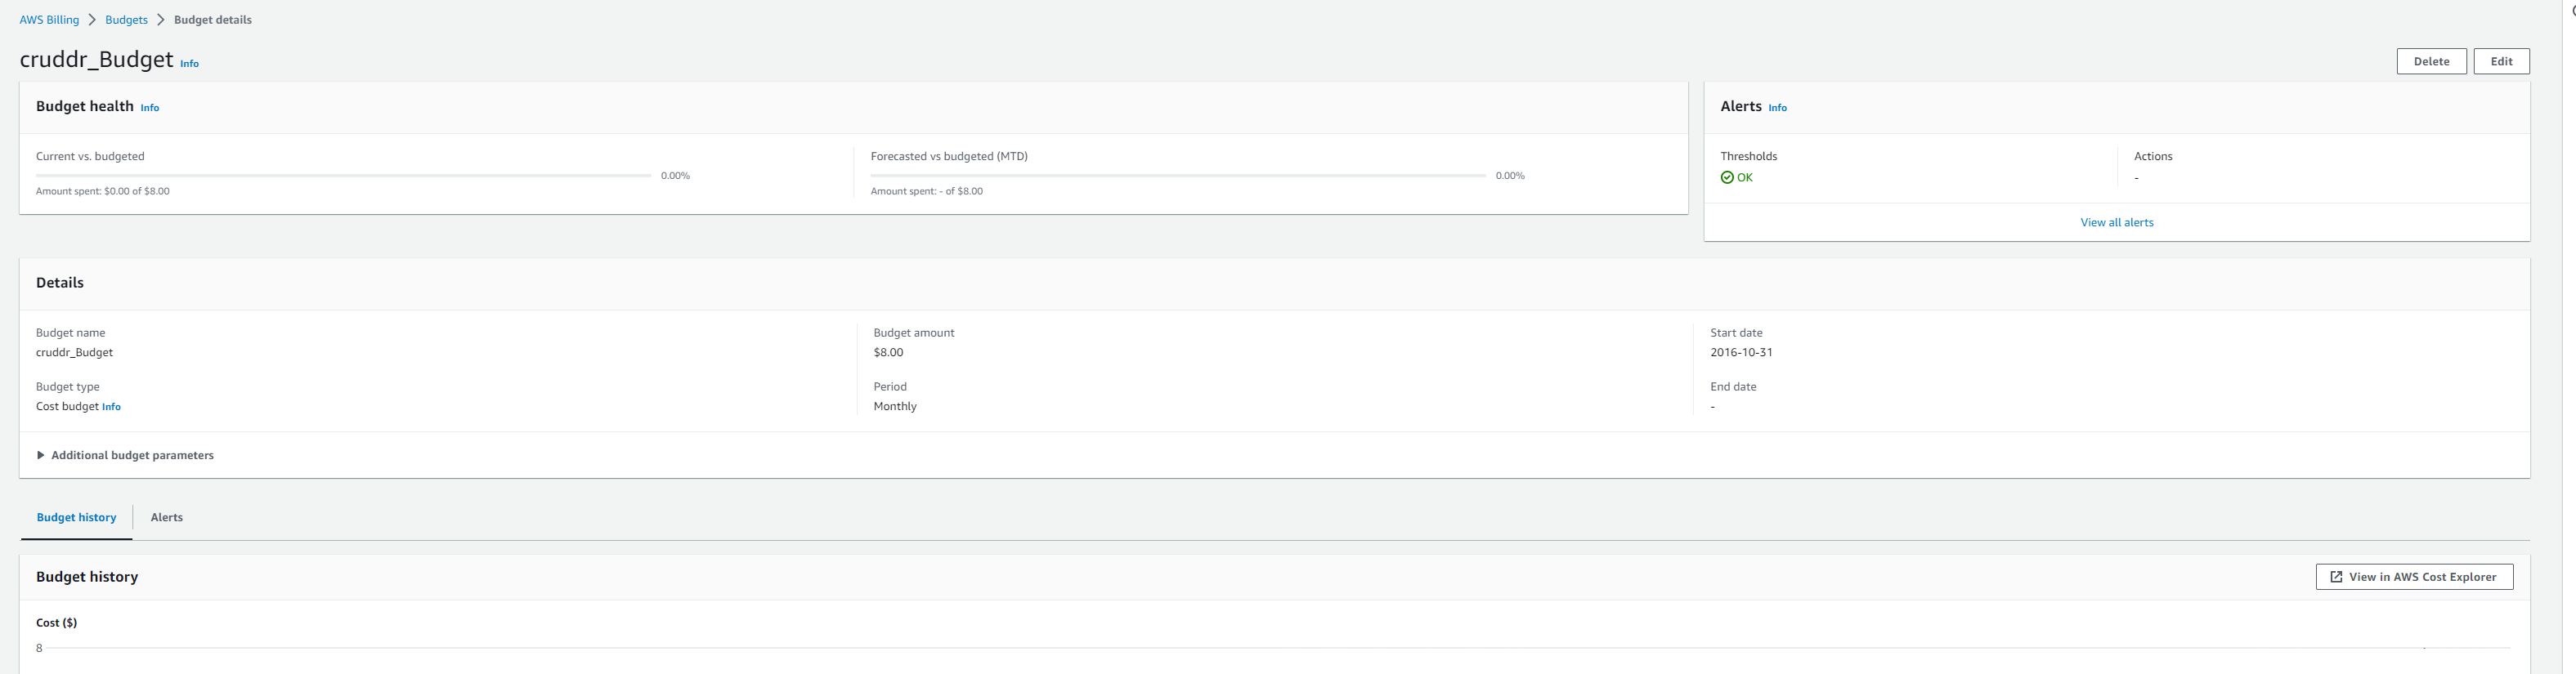 AWS Billing > Budgets > Budget details
cruddr_Budget Info
Delete
Edit
Budget health Info
Current vs. budgeted
0.00%
Amount spent: $0.00 of $8.00
Forecasted vs budgeted (MTD)
0.00%
Amount spent: - of $8.00
Alerts Info
Thresholds
OK
Actions
-
View all alerts
Details
Budget name
cruddr_Budget
Budget type
Cost budget Info
Budget amount
$8.00
Period
Monthly
Start date
2016-10-31
End date
-
Additional budget parameters
Budget history
Alerts
Budget history
View in AWS Cost Explorer
Cost ($)
8